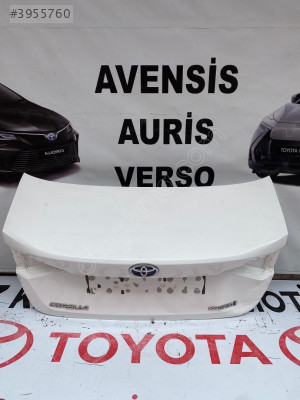 #3955760
AVENSİS
AURİS
VERSO
COROLLA
TOYOTA